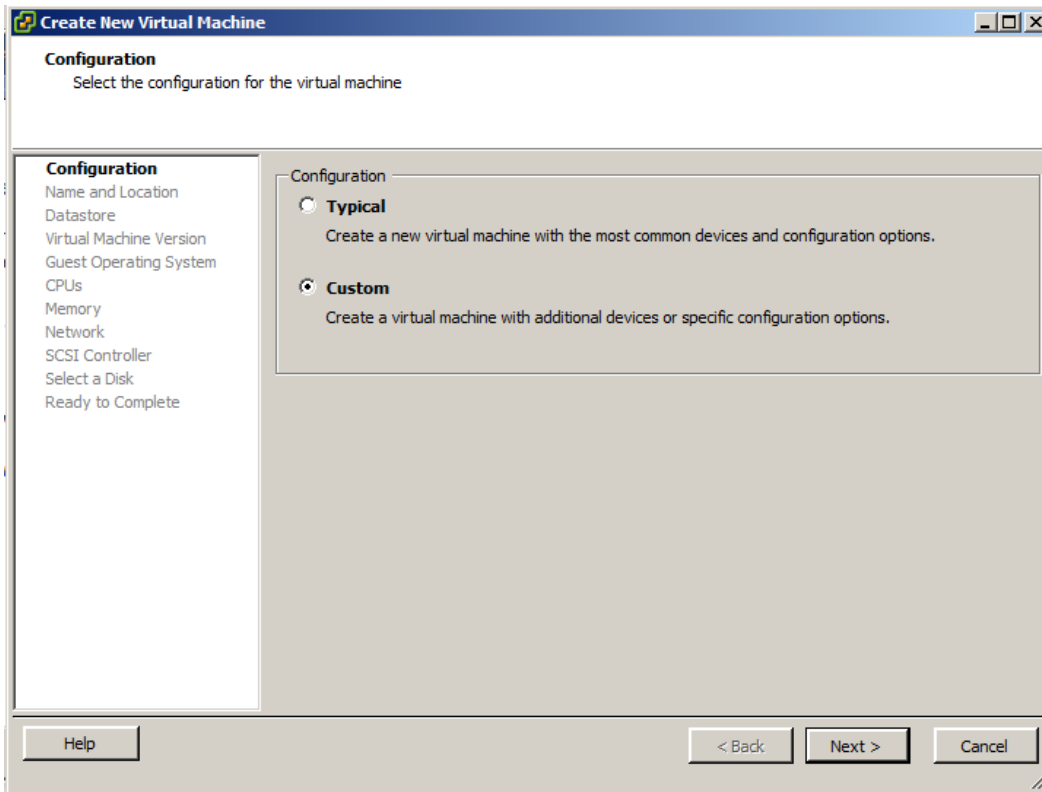 Create New Virtual Machine
Configuration
Select the configuration for the virtual machine
Configuration
Name and Location
Datastore
Virtual Machine Version
Guest Operating System
CPUs
Memory
Network
SCSI Controller
Select a Disk
Ready to Complete
Configuration
Typical
Create a new virtual machine with the most common devices and configuration options.
Custom
Create a virtual machine with additional devices or specific configuration options.
Help
< Back
Next >
Cancel